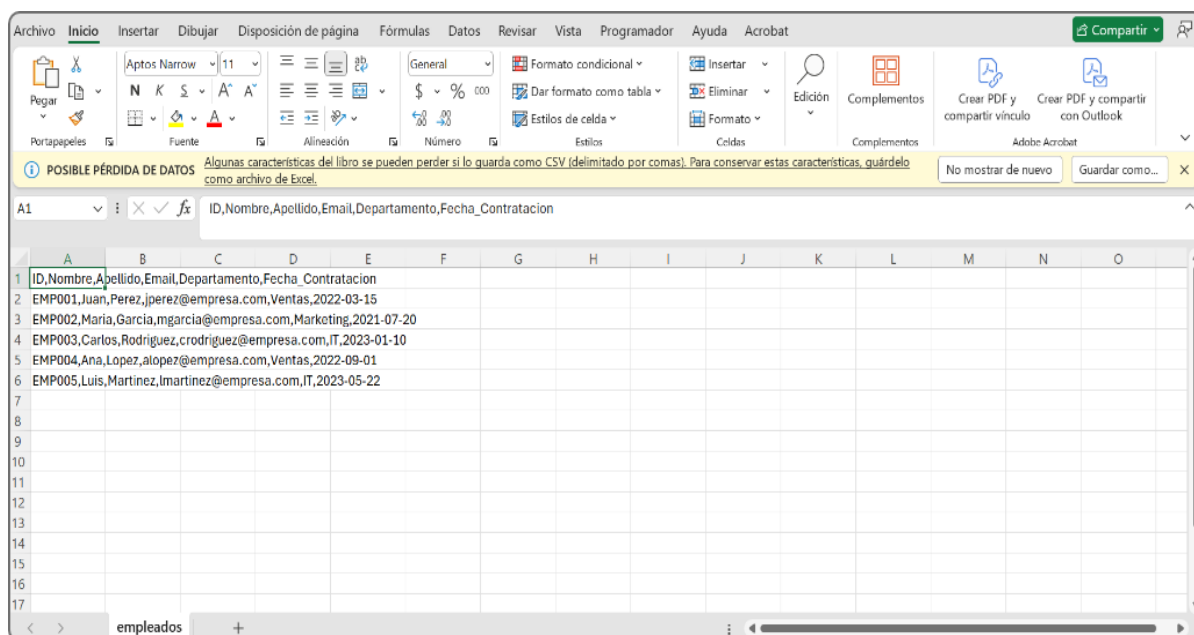 Archivo Inicio Insertar Dibujar Disposición de página Fórmulas Datos Revisar Vista Programador Ayuda Acrobat Compartir
Pegar
Portapapeles
Aptos Narrow 11
N K S A A
A
Fuente
Alineación
General
$ % 000
Número
Formato condicional
Dar formato como tabla
Estilos de celda
Estilos
Insertar
Eliminar
Formato
Celdas
Edición
Complementos
Complementos
Crear PDF y compartir vínculo
Crear PDF y compartir con Outlook
Adobe Acrobat
POSIBLE PÉRDIDA DE DATOS
Algunas características del libro se pueden perder si lo guarda como CSV (delimitado por comas). Para conservar estas características, guárdelo
como archivo de Excel.
No mostrar de nuevo
Guardar como...
A1 fx ID,Nombre,Apellido,Email,Departamento,Fecha_Contratacion
A B C D E F G H I J K L M N O
1 ID,Nombre,Apellido,Email,Departamento,Fecha_Contratacion
2 EMP001,Juan,Perez,jperez@empresa.com,Ventas,2022-03-15
3 EMP002,Maria,Garcia,mgarcia@empresa.com,Marketing,2021-07-20
4 EMP003,Carlos,Rodriguez,crodriguez@empresa.com,IT,2023-01-10
5 EMP004,Ana,Lopez,alopez@empresa.com,Ventas,2022-09-01
6 EMP005,Luis,Martinez,lmartinez@empresa.com,IT,2023-05-22
7
8
9
10
11
12
13
14
15
16
17
empleados